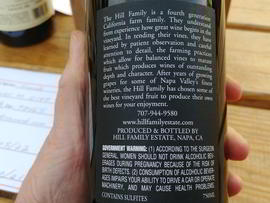 The Hill Family is a fourth generation
California farm family. They understand
from experience how great wine begins in the
vineyard. In tending their vines, they have
learned by patient observation and careful
attention to detail, the farming practices
which allow for balanced vines to mature
fruit which produces wines of outstanding
depth and character. After years of growing
grapes for some of Napa Valley's finest
wineries, the Hill Family has chosen some of
the best vineyard fruit to produce their own
wines for your enjoyment.
707-944-9580
www.hillfamilyestate.com
PRODUCED & BOTTLED BY
HILL FAMILY ESTATE, NAPA, CA
GOVERNMENT WARNING: (1) ACCORDING TO THE SURGEON
GENERAL, WOMEN SHOULD NOT DRINK ALCOHOLIC BEV-
ERAGES DURING PREGNANCY BECAUSE OF THE RISK OF
BIRTH DEFECTS. (2) CONSUMPTION OF ALCOHOLIC BEVER-
AGES IMPAIRS YOUR ABILITY TO DRIVE A CAR OR OPERATE
MACHINERY, AND MAY CAUSE HEALTH PROBLEMS.
CONTAINS SULFITES 750ML